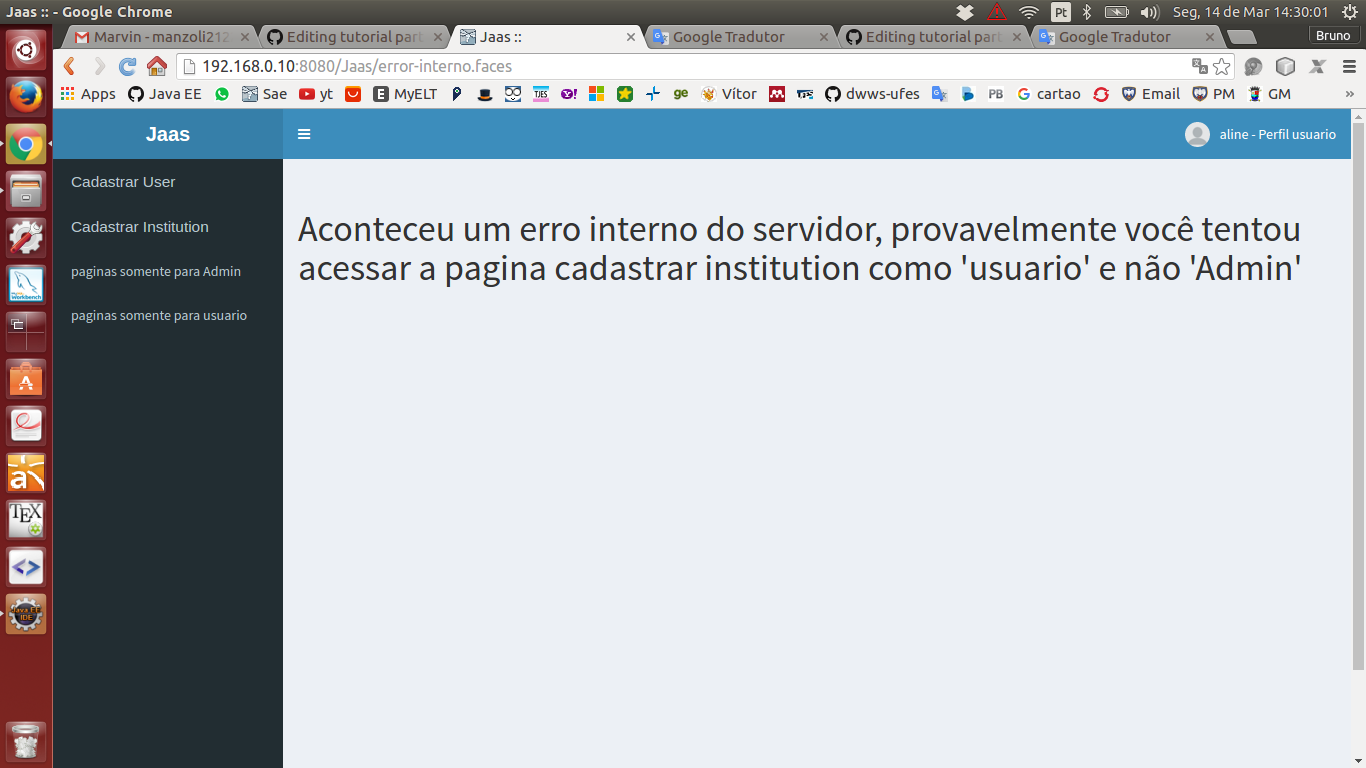 Jaas :: - Google Chrome
Pt
Seg, 14 de Mar 14:30:01
Marvin - manzoli212
Editing tutorial part
Jaas ::
Google Tradutor
Editing tutorial part
Google Tradutor
Bruno
192.168.0.10:8080/Jaas/error-interno.faces
Apps
Java EE
Sae
yt
MyELT
TJES
ge
Vítor
dwws-ufes
PB
cartao
Email
PM
GM
»
Jaas
aline - Perfil usuario
Cadastrar User
Cadastrar Institution
paginas somente para Admin
paginas somente para usuario
Aconteceu um erro interno do servidor, provavelmente você tentou
acessar a pagina cadastrar institution como 'usuario' e não 'Admin'
Workbench
TEX
Java EE
IDE